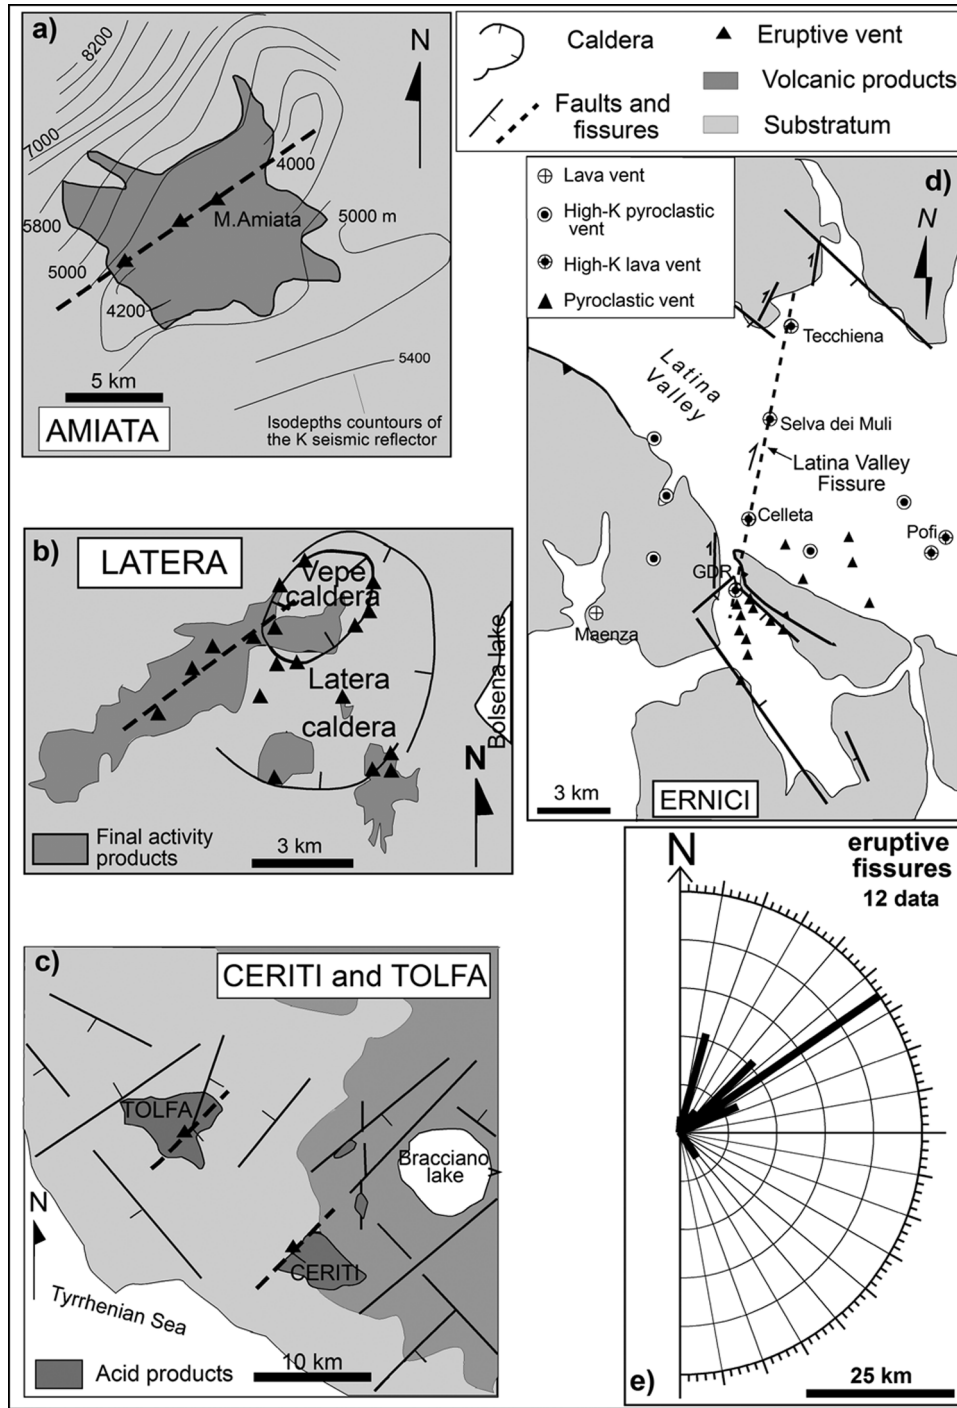 a)
8200
7000
5800
5000
4200
4000
5000 m
5400
M.Amiata
N
5 km
AMIATA
Isodepths countours of
the K seismic reflector
Caldera
Faults and
fissures
Eruptive vent
Volcanic products
Substratum
b)
LATERA
Vepe
caldera
Latera
caldera
Bolsena lake
N
Final activity
products
3 km
c)
CERITI and TOLFA
TOLFA
CERITI
Bracciano
lake
N
Tyrrhenian Sea
Acid products
10 km
d)
Lava vent
High-K pyroclastic
vent
High-K lava vent
Pyroclastic vent
N
Tecchiena
Latina
Valley
Selva dei Muli
Latina Valley
Fissure
Celleta
Pofi
GDR
Maenza
3 km
ERNICI
N
eruptive
fissures
12 data
e)
25 km